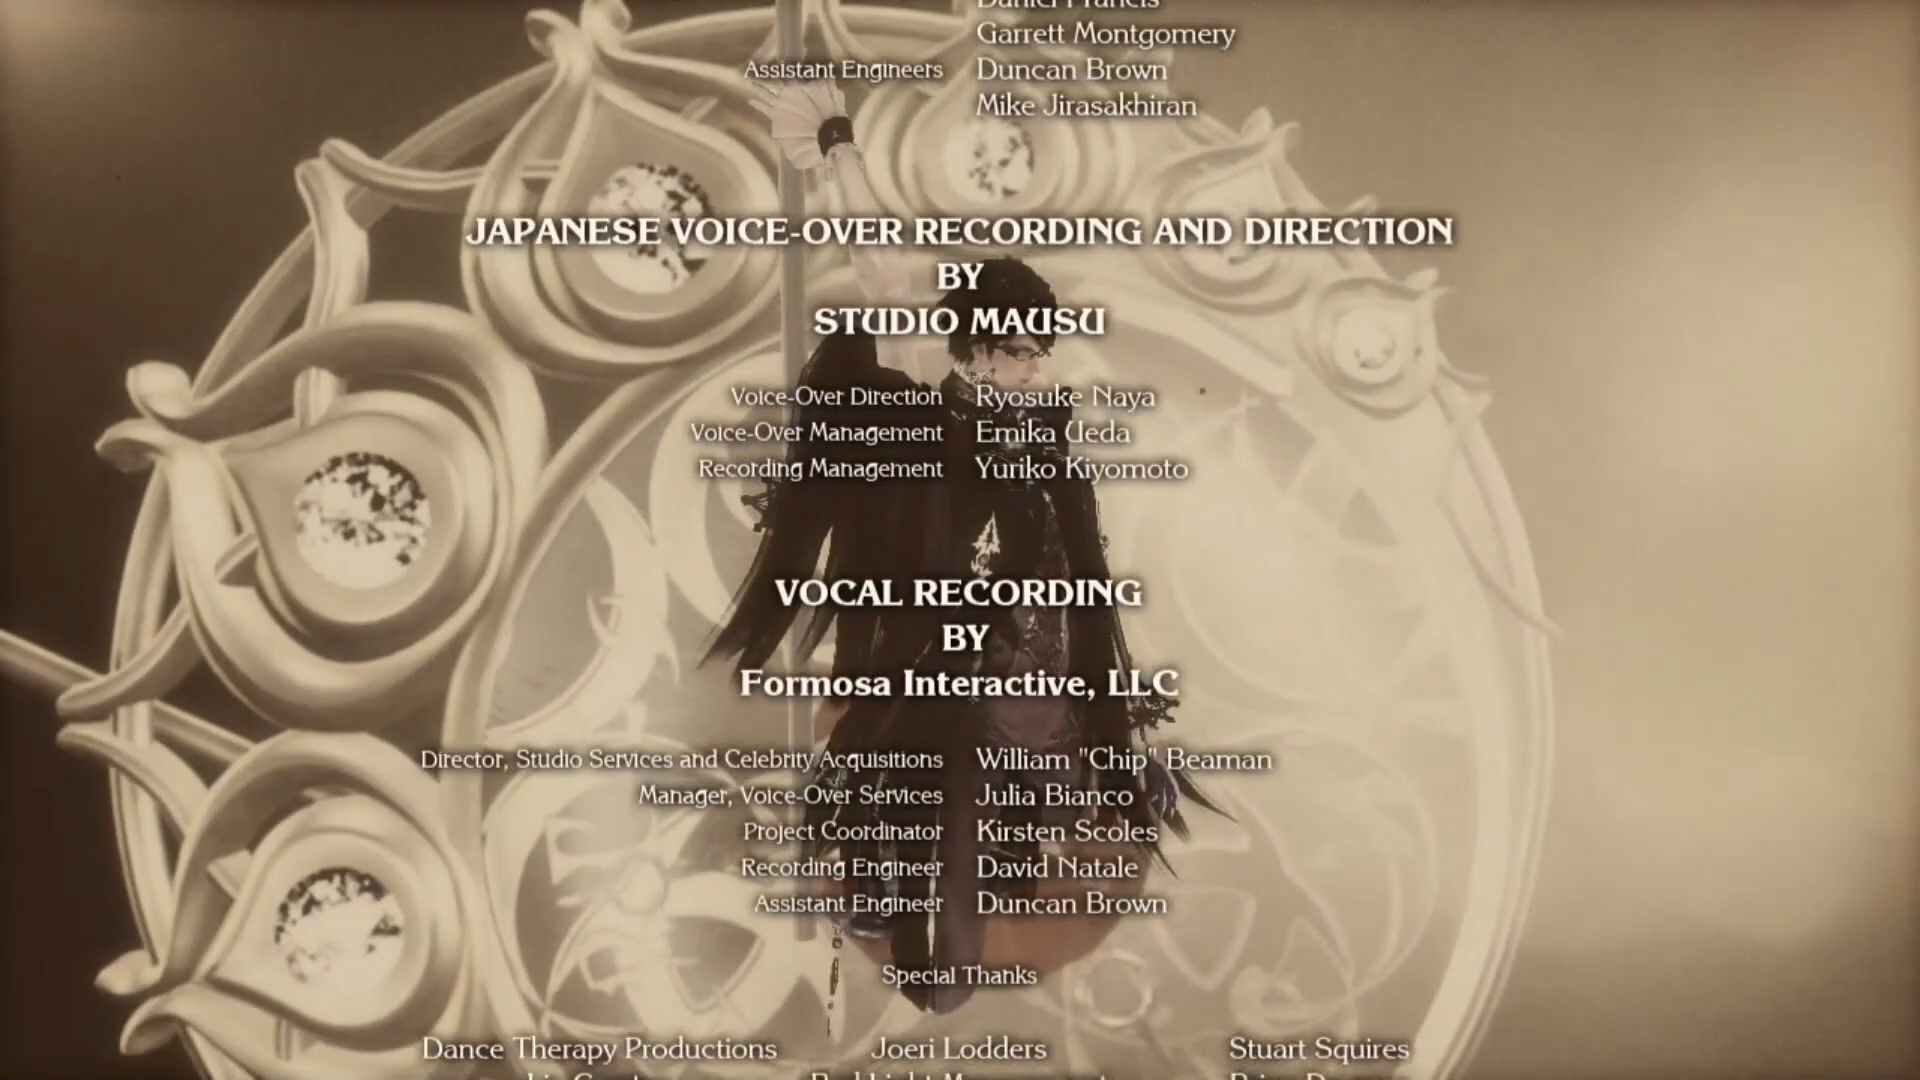 Garrett Montgomery
Assistant Engineers Duncan Brown
Mike Jirasakhiran
JAPANESE VOICE-OVER RECORDING AND DIRECTION
BY
STUDIO MAUSU
Voice-Over Direction Ryosuke Naya
Voice-Over Management Emika Ueda
Recording Management Yuriko Kiyomoto
VOCAL RECORDING
BY
Formosa Interactive, LLC
Director, Studio Services and Celebrity Acquisitions William "Chip" Beaman
Manager, Voice-Over Services Julia Bianco
Project Coordinator Kirsten Scoles
Recording Engineer David Natale
Assistant Engineer Duncan Brown
Special Thanks
Dance Therapy Productions Joeri Lodders Stuart Squires